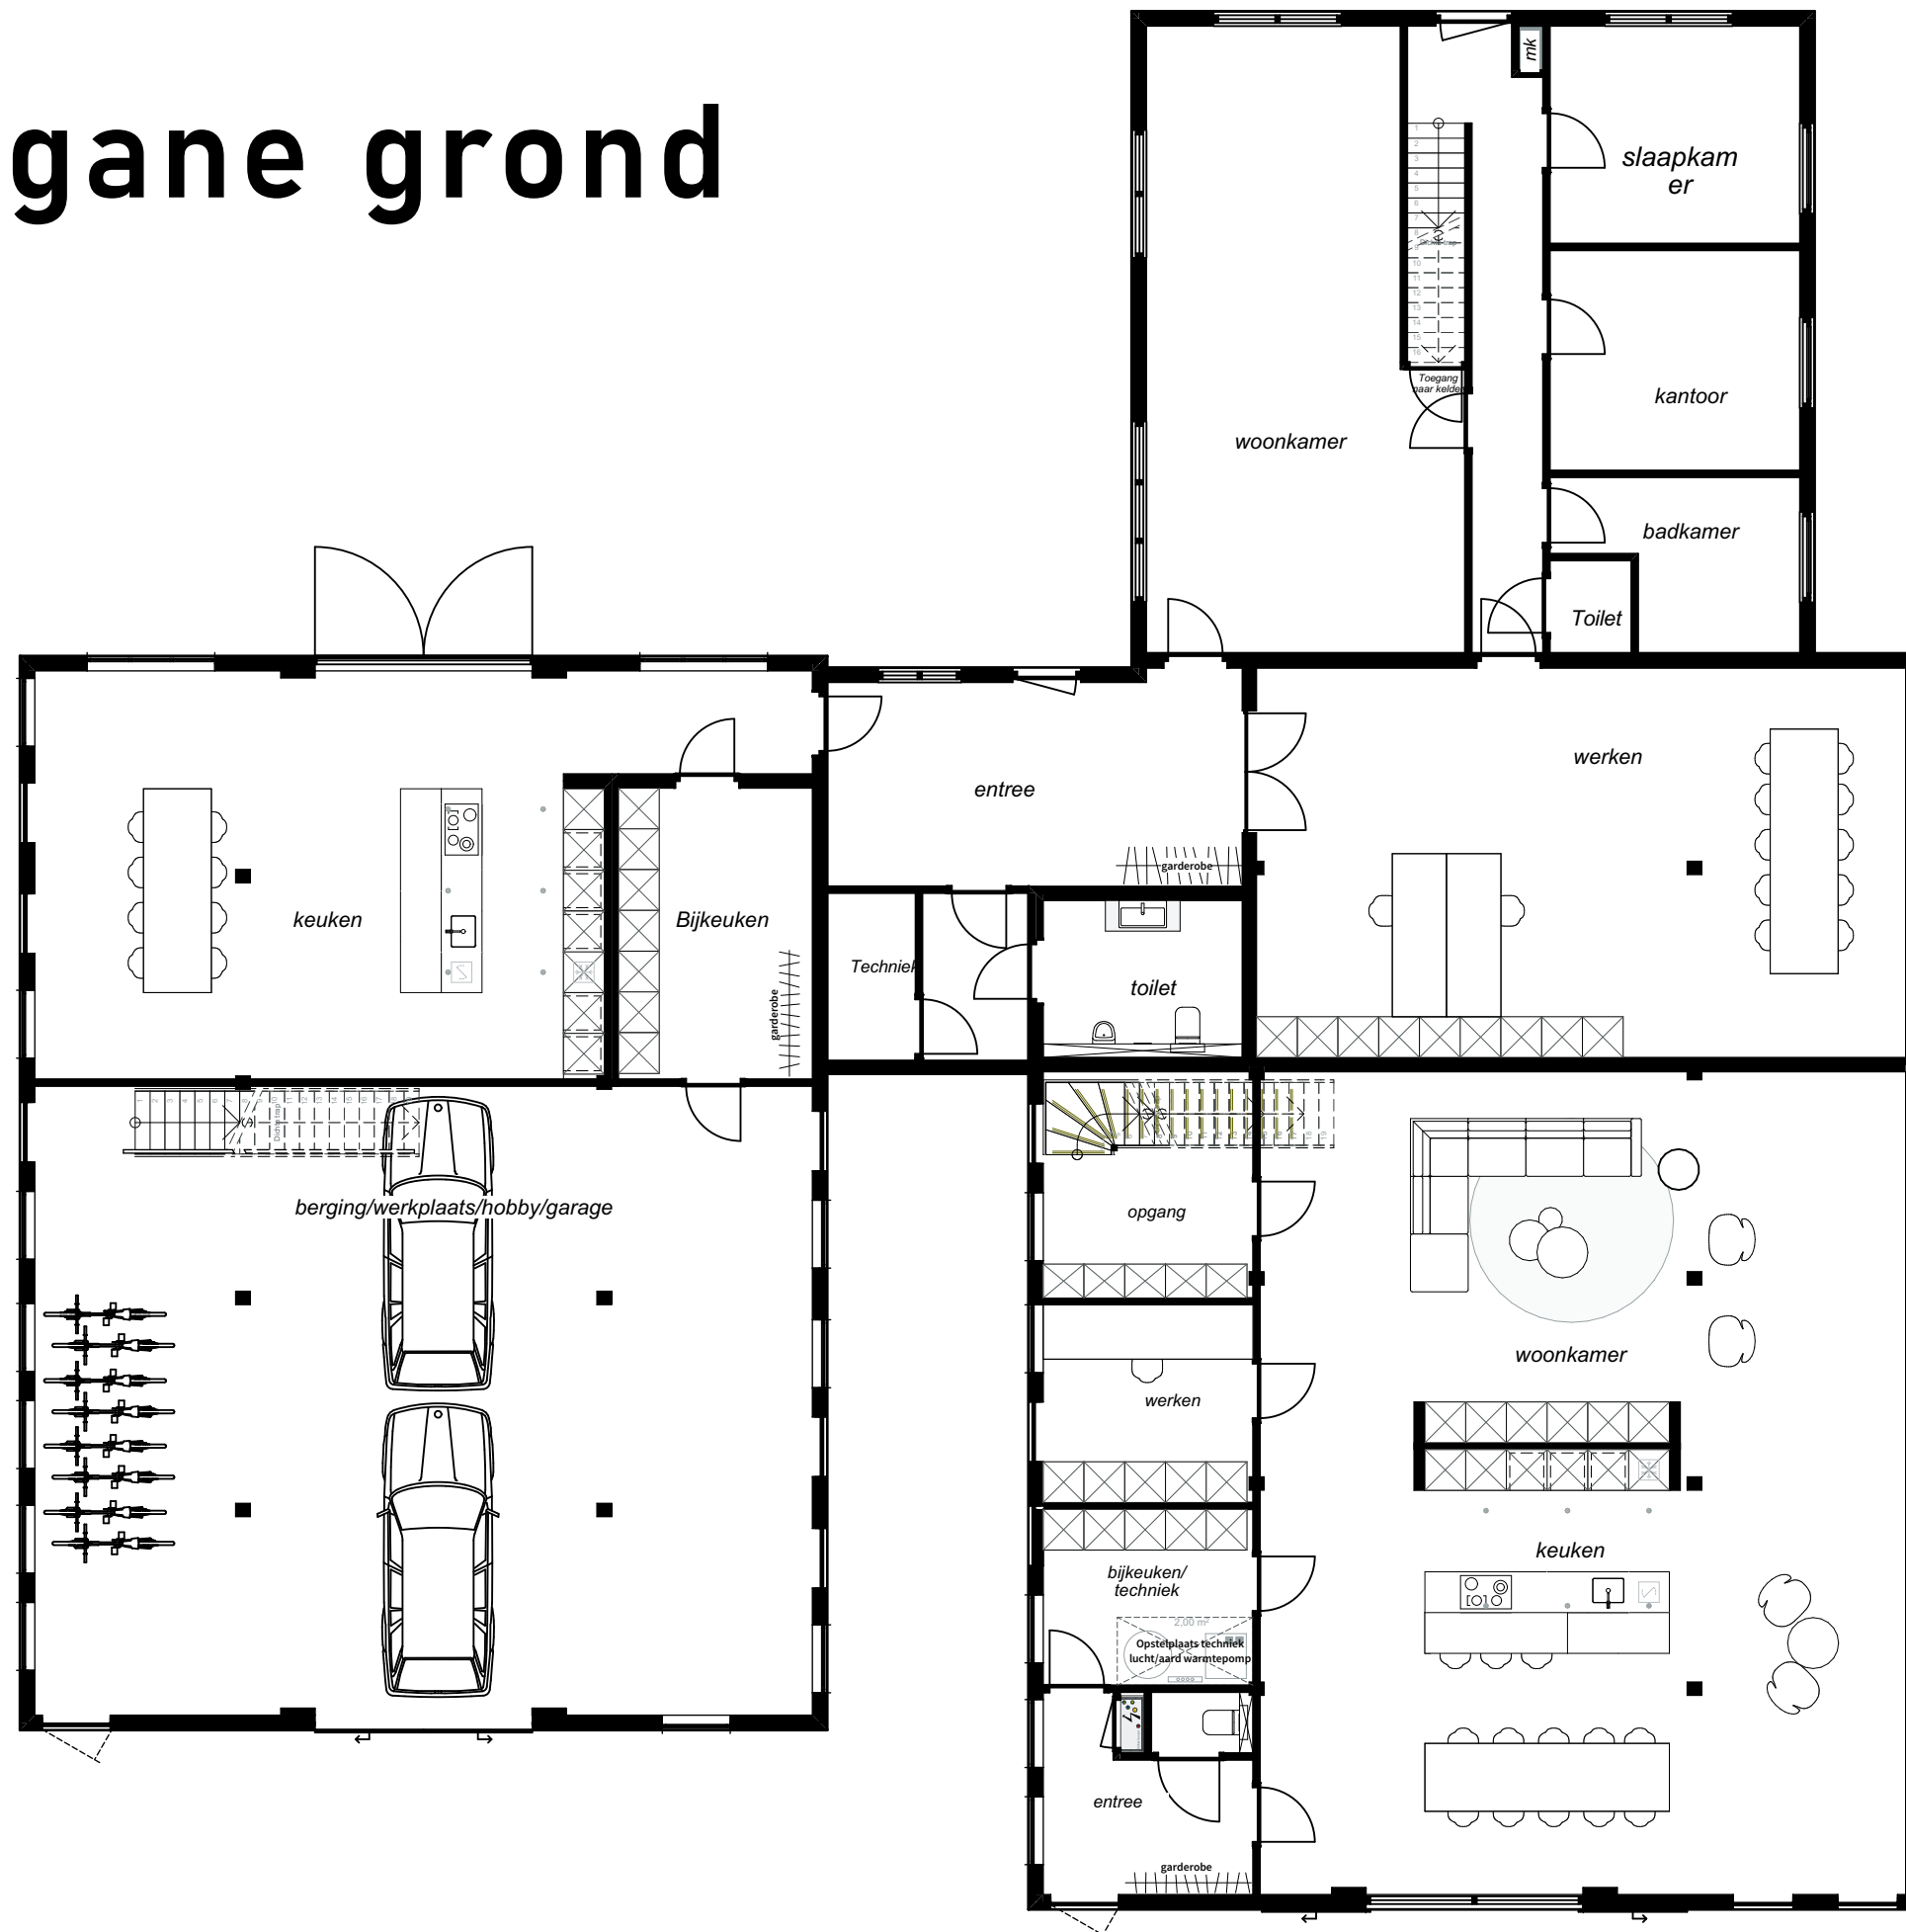 gane grond
mk
slaapkam
er
Toegang
naar kelder
kantoor
woonkamer
badkamer
Toilet
werken
entree
garderobe
keuken
Bijkeuken
garderobe
Techniek
toilet
Dichte trap
berging/werkplaats/hobby/garage
opgang
woonkamer
werken
keuken
bijkeuken/
techniek
2,00 m²
Opstelplaats techniek
lucht/aard warmtepomp
entree
garderobe